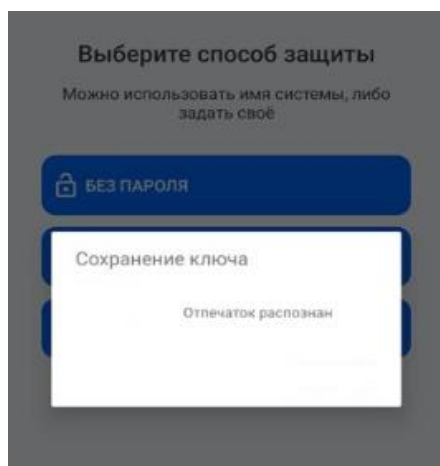 Выберите способ защиты
Можно использовать имя системы, либо
задать своё
БЕЗ ПАРОЛЯ
Сохранение ключа
Отпечаток распознан